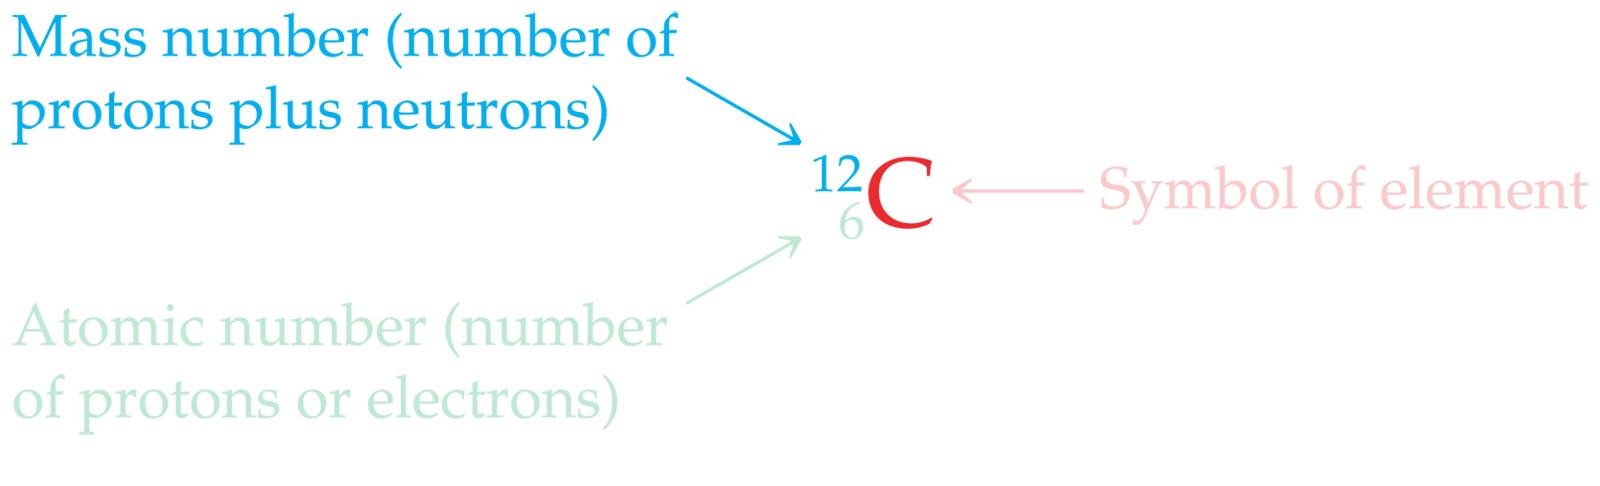 Mass number (number of
protons plus neutrons)
12
6
C
Symbol of element
Atomic number (number
of protons or electrons)